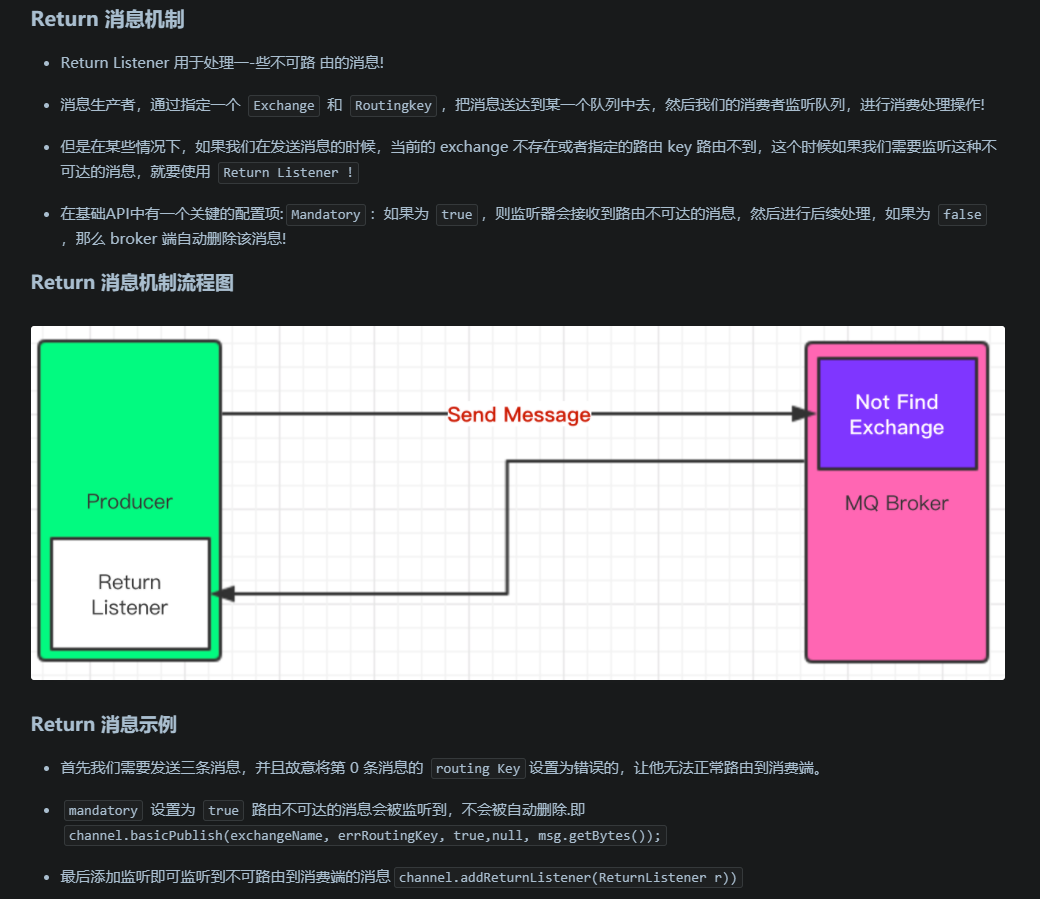 Return 消息机制
Return Listener 用于处理一-些不可路 由的消息!
消息生产者，通过指定一个 Exchange 和 Routingkey ，把消息送达到某一个队列中去，然后我们的消费者监听队列，进行消费处理操作!
但是在某些情况下，如果我们在发送消息的时候，当前的 exchange 不存在或者指定的路由 key 路由不到，这个时候如果我们需要监听这种不
可达的消息，就要使用 Return Listener !
在基础API中有一个关键的配置项: Mandatory ：如果为 true ，则监听器会接收到路由不可达的消息，然后进行后续处理，如果为 false
，那么 broker 端自动删除该消息!
Return 消息机制流程图
Send Message
Not Find
Exchange
Producer
MQ Broker
Return
Listener
Return 消息示例
首先我们需要发送三条消息，并且故意将第 0 条消息的 routing Key 设置为错误的，让他无法正常路由到消费端。
mandatory 设置为 true 路由不可达的消息会被监听到，不会被自动删除.即
channel.basicPublish(exchangeName, errRoutingKey, true,null, msg.getBytes());
最后添加监听即可监听到不可路由到消费端的消息 channel.addReturnListener(ReturnListener r))